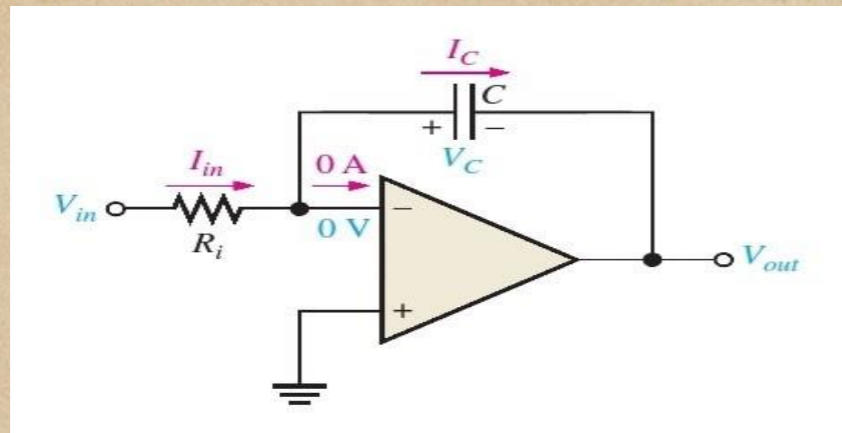 I_C
C
+ −
V_C
I_in 0 A
V_in
R_i
0 V
−
+
V_out